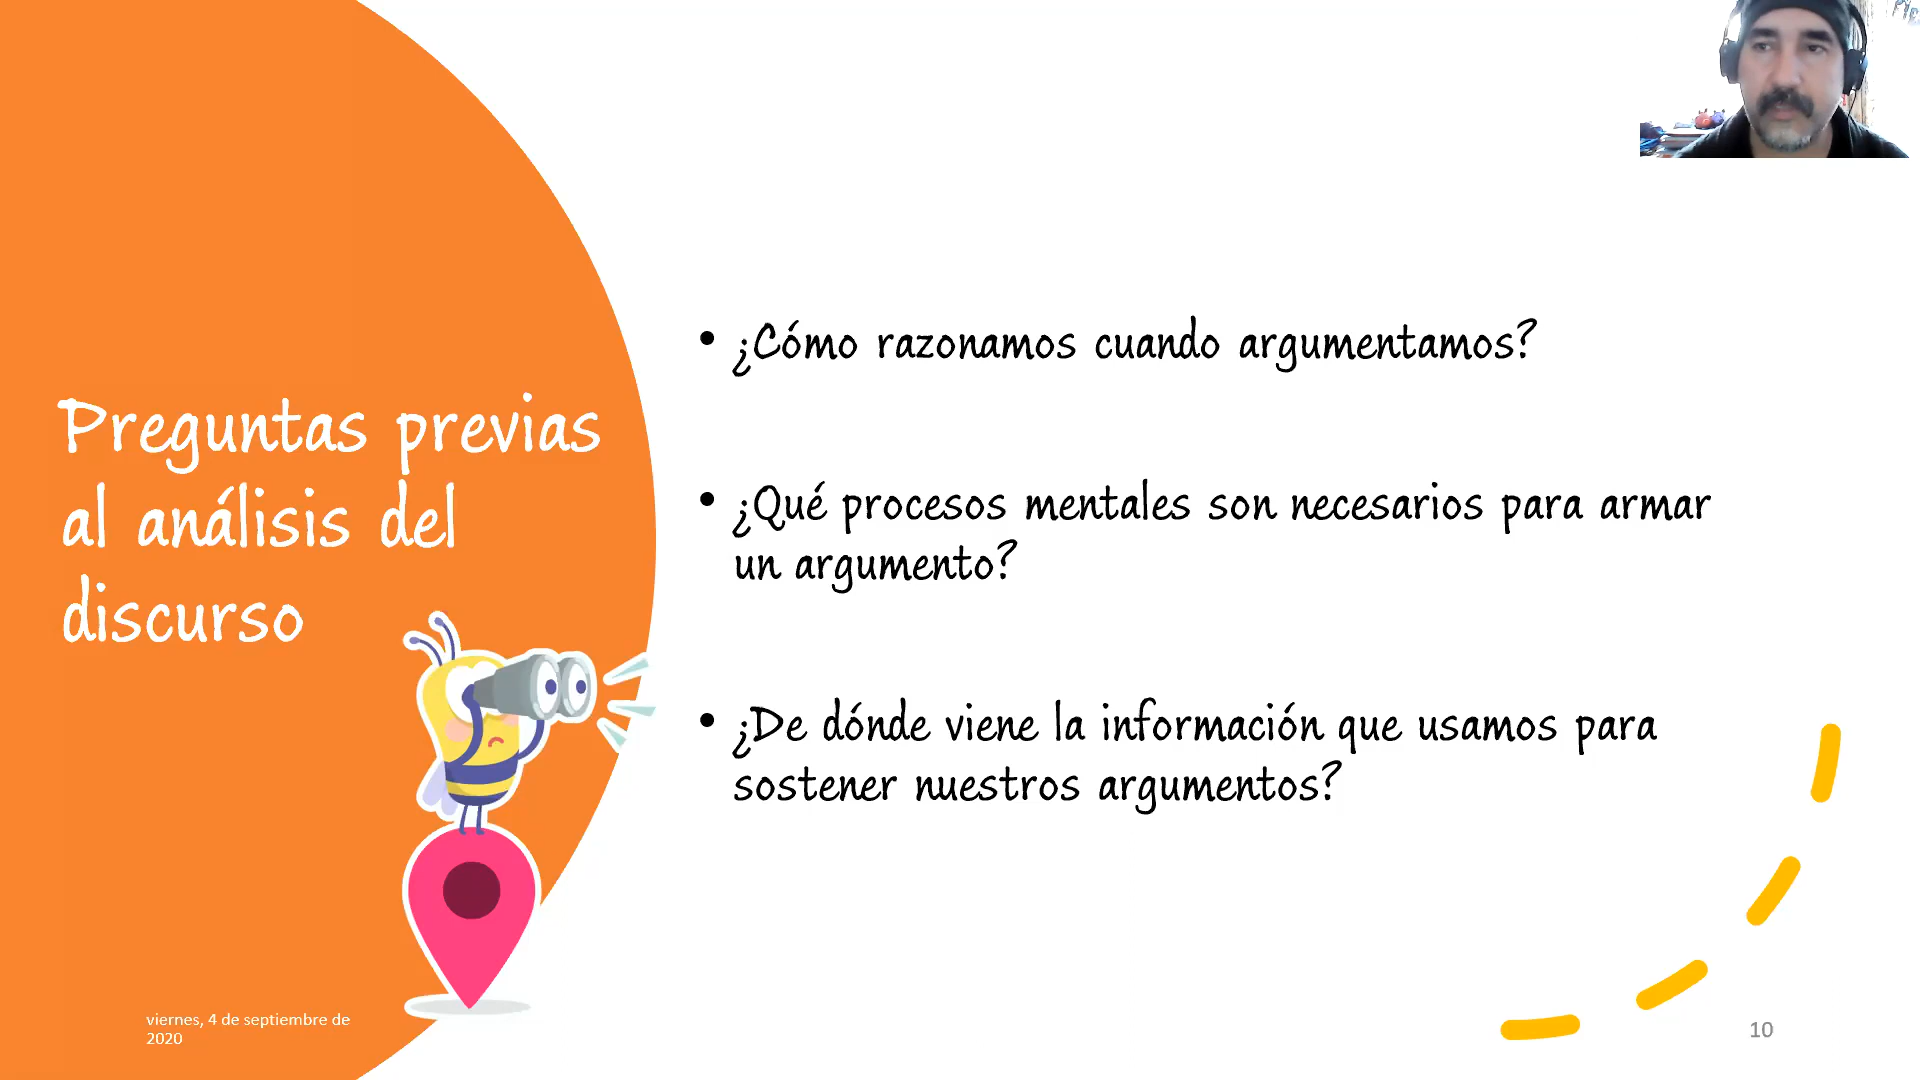 Preguntas previas
al análisis del
discurso
• ¿Cómo razonamos cuando argumentamos?
• ¿Qué procesos mentales son necesarios para armar
un argumento?
• ¿De dónde viene la información que usamos para
sostener nuestros argumentos?
viernes, 4 de septiembre de
2020
10